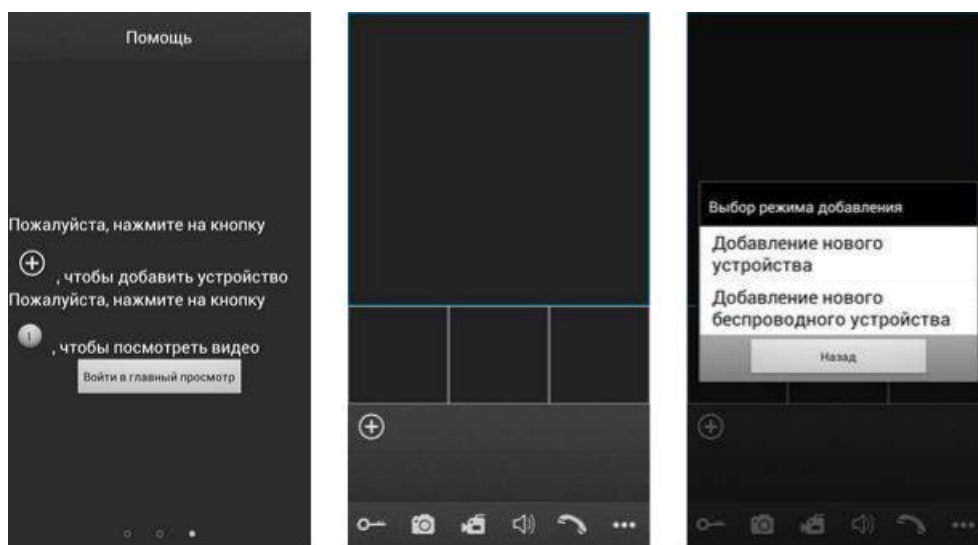 Помощь
Пожалуйста, нажмите на кнопку
, чтобы добавить устройство
Пожалуйста, нажмите на кнопку
1
, чтобы посмотреть видео
Войти в главный просмотр
Выбор режима добавления
Добавление нового
устройства
Добавление нового
беспроводного устройства
Назад